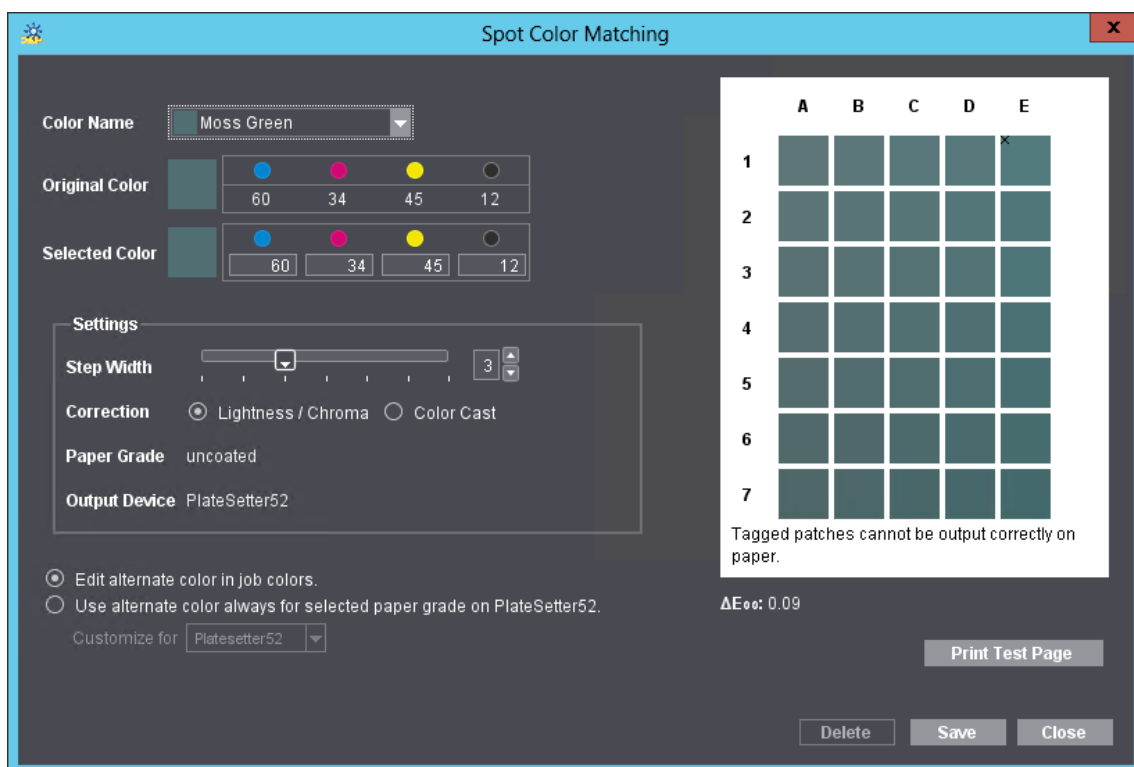 Spot Color Matching
x
Color Name Moss Green
Original Color
60 34 45 12
Selected Color
60 34 45 12
Settings
Step Width 3
Correction Lightness / Chroma Color Cast
Paper Grade uncoated
Output Device PlateSetter52
Edit alternate color in job colors.
Use alternate color always for selected paper grade on PlateSetter52.
Customize for Platesetter52
A B C D E
1 ×
2
3
4
5
6
7
Tagged patches cannot be output correctly on
paper.
ΔE₀₀: 0.09
Print Test Page
Delete Save Close